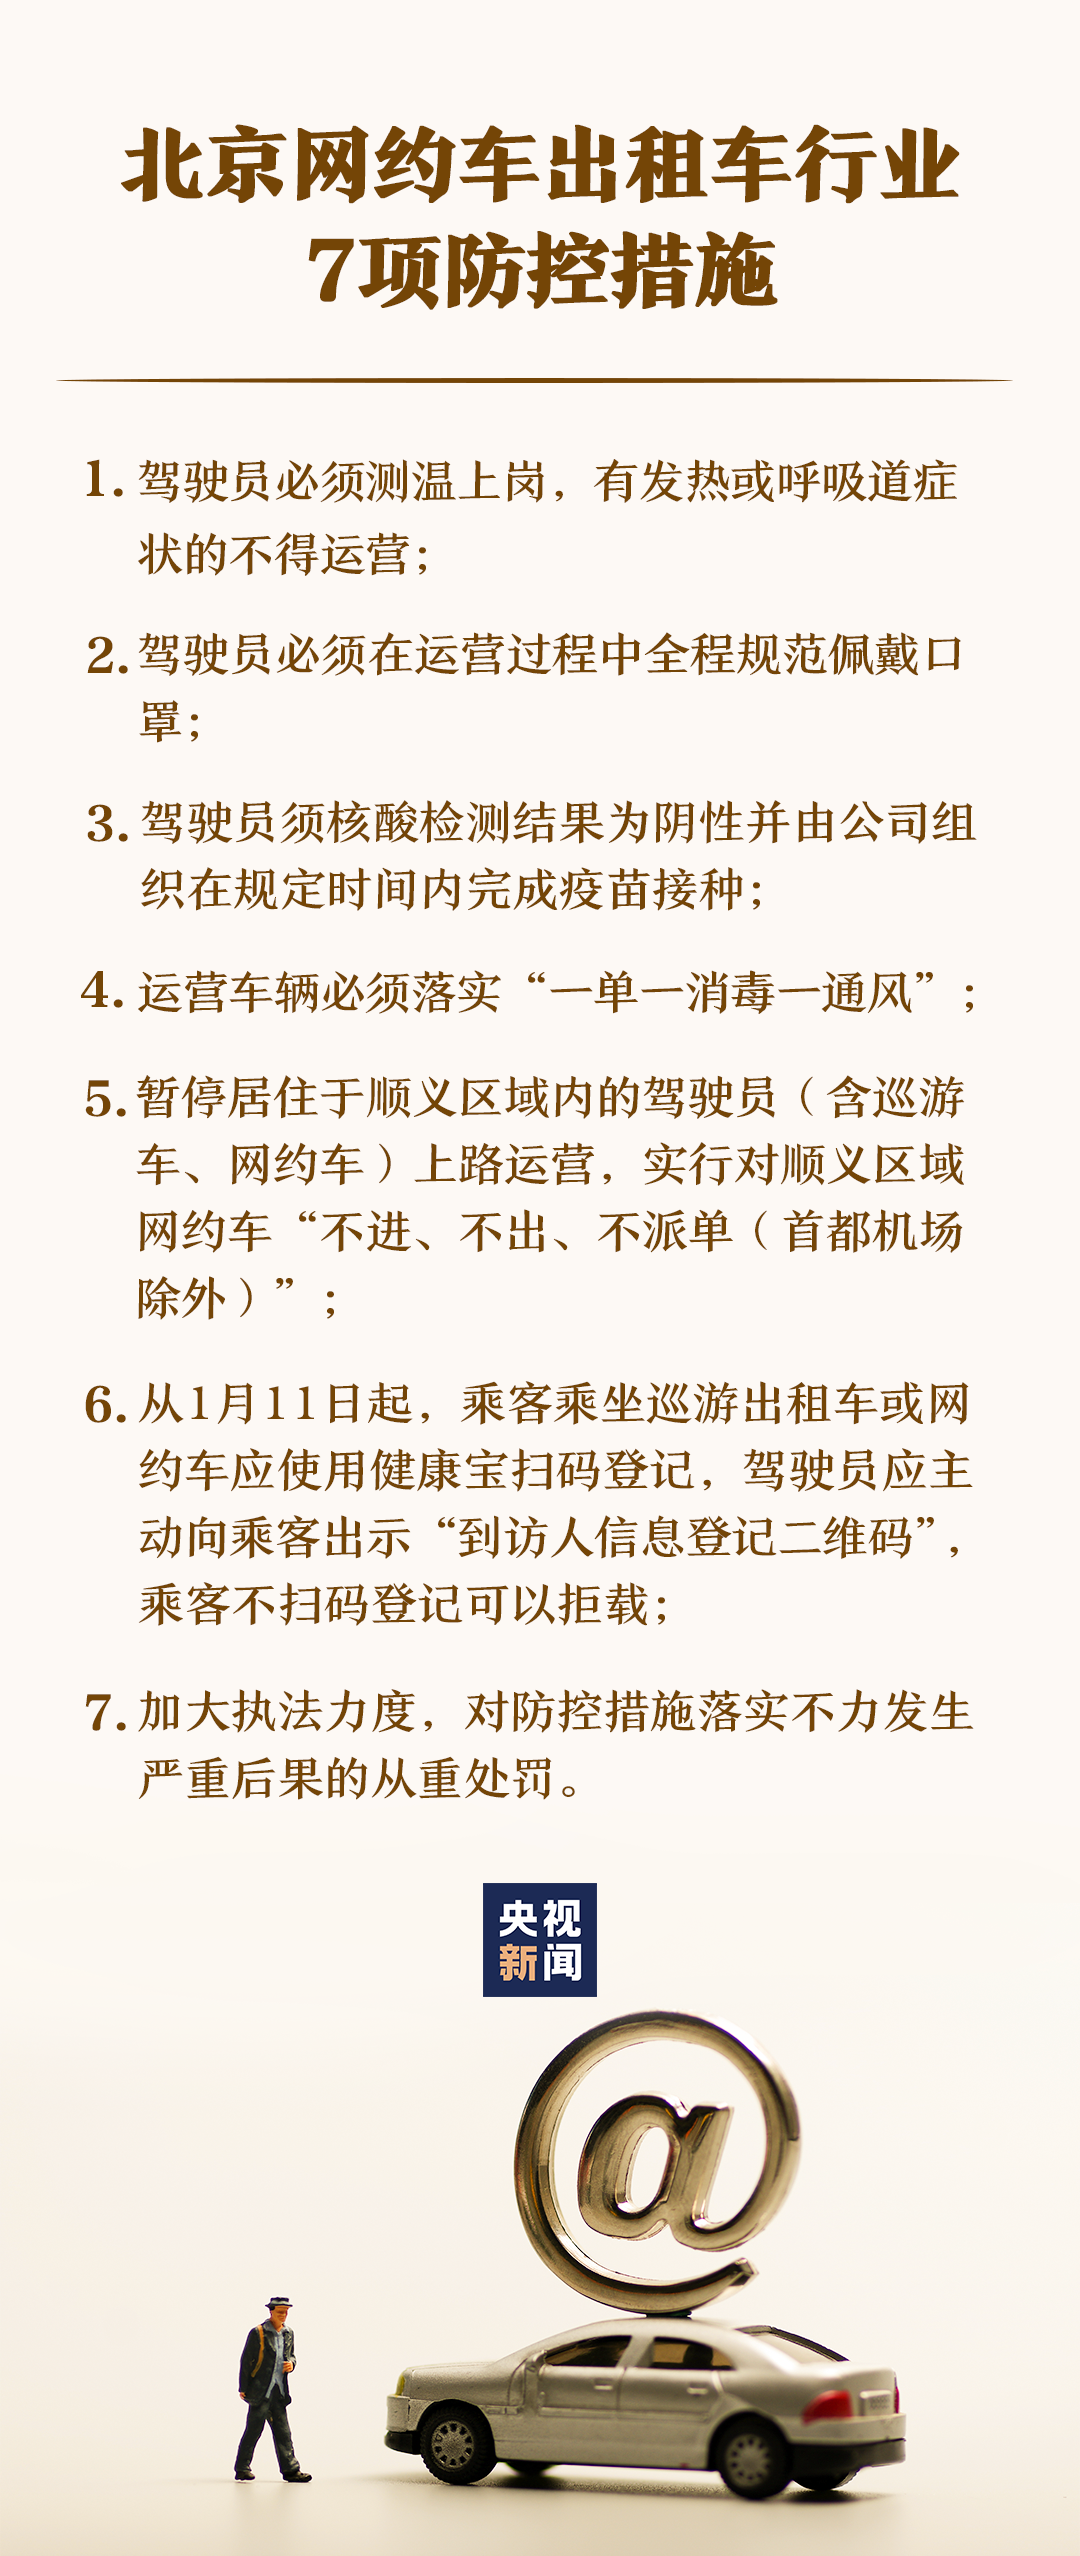 北京网约车出租车行业
7项防控措施
1. 驾驶员必须测温上岗，有发热或呼吸道症
状的不得运营；
2. 驾驶员必须在运营过程中全程规范佩戴口
罩；
3. 驾驶员须核酸检测结果为阴性并由公司组
织在规定时间内完成疫苗接种；
4. 运营车辆必须落实“一单一消毒一通风”；
5. 暂停居住于顺义区域内的驾驶员（含巡游
车、网约车）上路运营，实行对顺义区域
网约车“不进、不出、不派单（首都机场
除外）”；
6. 从1月11日起，乘客乘坐巡游出租车或网
约车应使用健康宝扫码登记，驾驶员应主
动向乘客出示“到访人信息登记二维码”，
乘客不扫码登记可以拒载；
7. 加大执法力度，对防控措施落实不力发生
严重后果的从重处罚。
央视
新闻
@